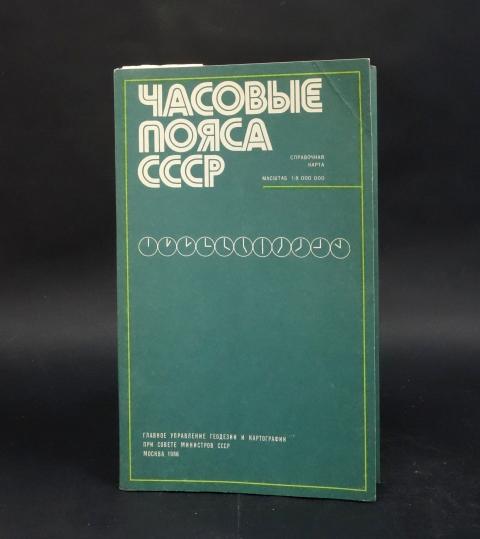 ЧАСОВЫЕ
ПОЯСА
СССР
СПРАВОЧНАЯ
КАРТА
МАСШТАБ 1:8 000 000
ГЛАВНОЕ УПРАВЛЕНИЕ ГЕОДЕЗИИ И КАРТОГРАФИИ
ПРИ СОВЕТЕ МИНИСТРОВ СССР
МОСКВА 1986